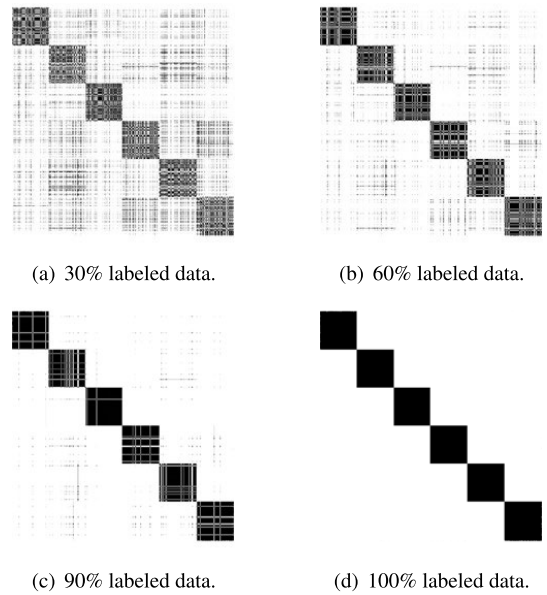 (a) 30% labeled data.
(b) 60% labeled data.
(c) 90% labeled data.
(d) 100% labeled data.